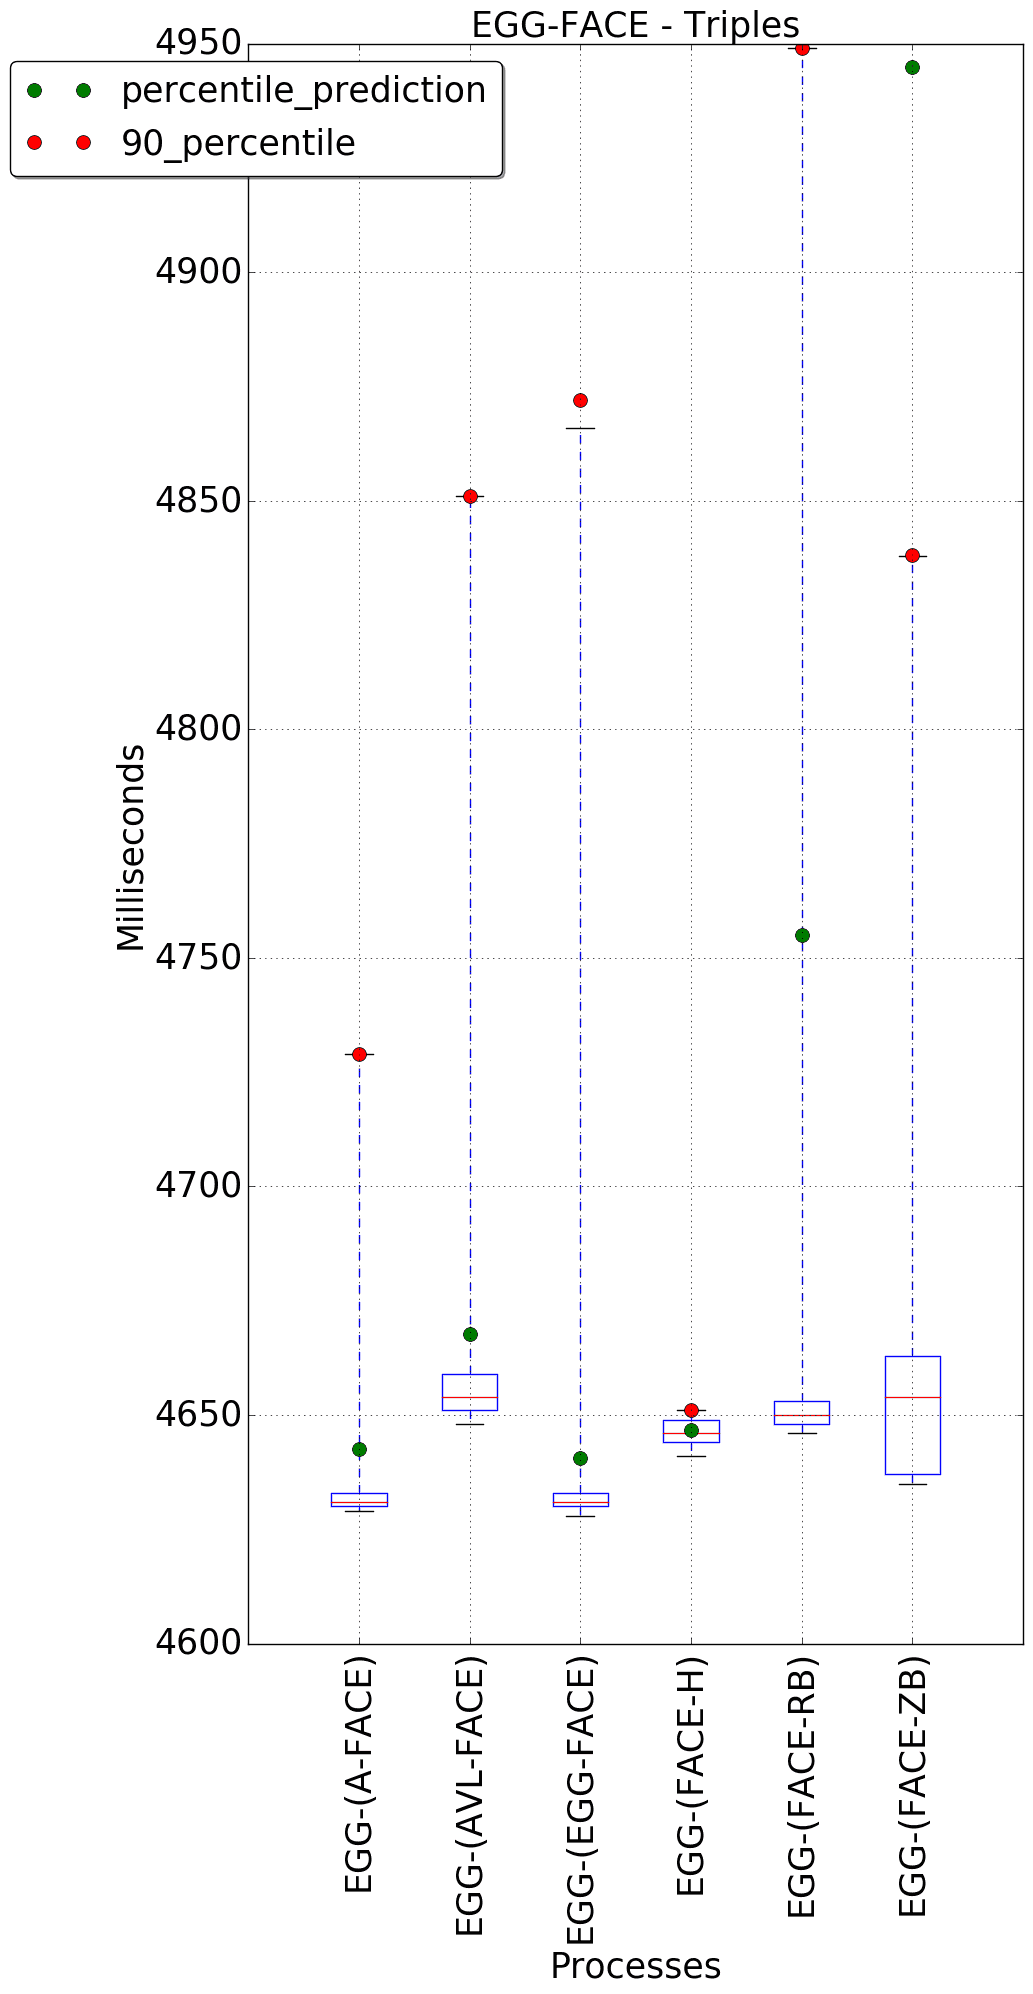 EGG-FACE - Triples
percentile_prediction
90_percentile
4950
4900
4850
4800
4750
4700
4650
4600
Milliseconds
EGG-(A-FACE)
EGG-(AVL-FACE)
EGG-(EGG-FACE)
EGG-(FACE-H)
EGG-(FACE-RB)
EGG-(FACE-ZB)
Processes